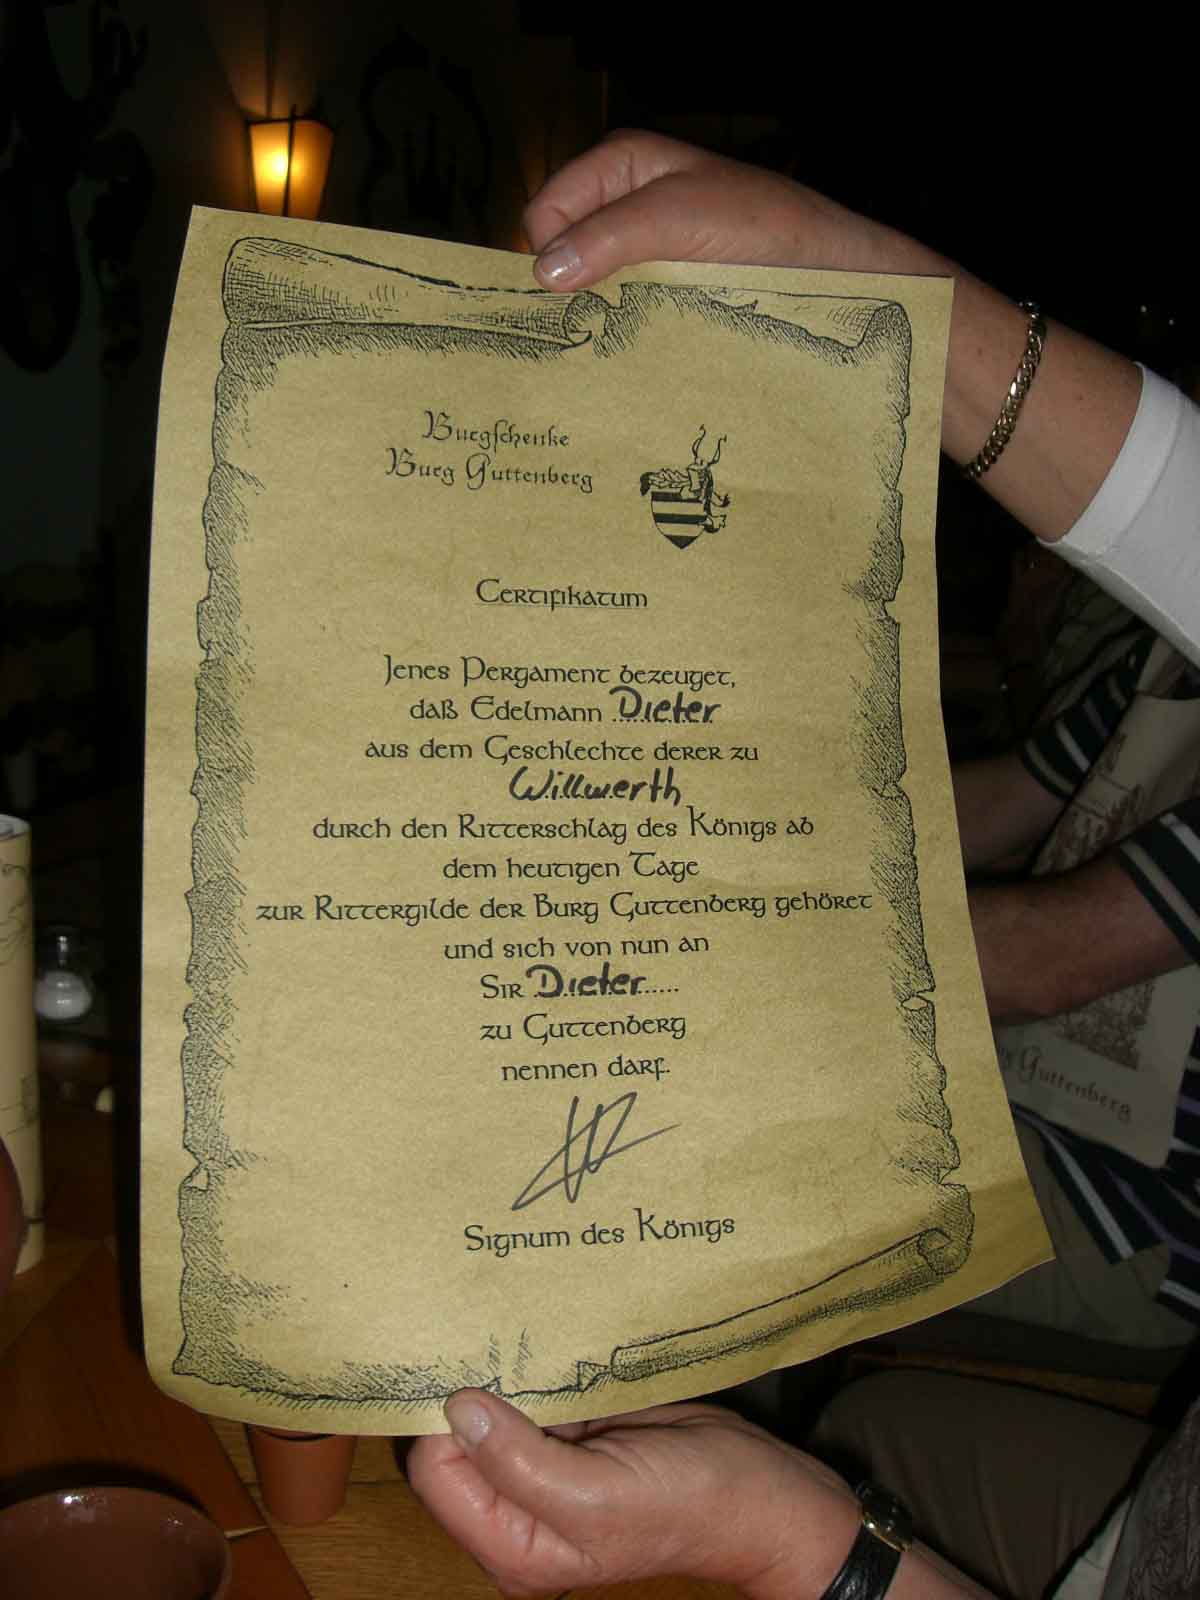 Burgschenke
Burg Guttenberg
Certifikatum
Jenes Pergament bezeuget,
daß Edelmann Dieter
aus dem Geschlechte derer zu
Willwerth
durch den Ritterschlag des Königs ab
dem heutigen Tage
zur Rittergilde der Burg Guttenberg gehöret
und sich von nun an
Sir Dieter
zu Guttenberg
nennen darf.
Signum des Königs
Guttenberg